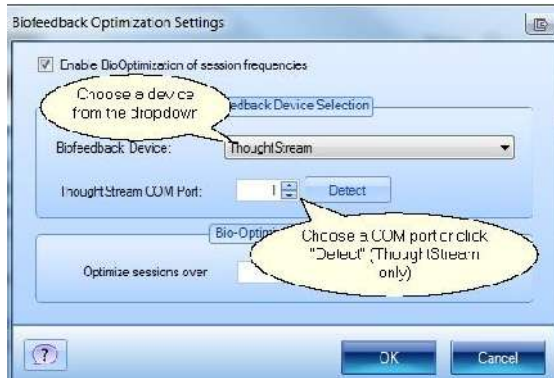 Biofeedback Optimization Settings
Enable BioOptimization of session frequencies
Choose a device
from the dropdown
edback Device Selection
Biofeedback Device:
ThoughtStream
ThoughtStream COM Port:
1
Detect
Bio-Optimi
Choose a COM port or click
"Detect" (ThoughtStream
only)
Optimize sessions over
?
OK
Cancel